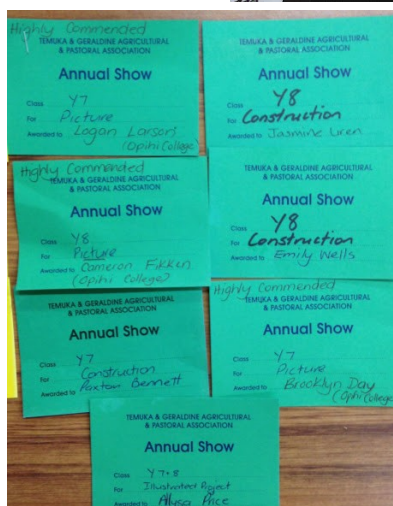 Highly Commended
TEMUKA & GERALDINE AGRICULTURAL
& PASTORAL ASSOCIATION
Annual Show
Class Y7
For Picture
Awarded to Logan Larsen
(Opihi College)
TEMUKA & GERALDINE AGRICULTURAL
& PASTORAL ASSOCIATION
Annual Show
Class Y8
For Construction
Awarded to Jasmine Uren
Highly Commended
TEMUKA & GERALDINE AGRICULTURAL
& PASTORAL ASSOCIATION
Annual Show
Class Y8
For Picture
Awarded to Cameron
(Opihi College)
TEMUKA & GERALDINE AGRICULTURAL
& PASTORAL ASSOCIATION
Annual Show
Class Y8
For Construction
Awarded to Emily Wells
TEMUKA & GERALDINE AGRICULTURAL
& PASTORAL ASSOCIATION
Annual Show
Class Y7
For Construction
Awarded to Paxton Bennett
Highly Commended
TEMUKA & GERALDINE AGRICULTURAL
& PASTORAL ASSOCIATION
Annual Show
Class Y7
For Picture
Awarded to Brooklyn Day
(Opihi College)
TEMUKA & GERALDINE AGRICULTURAL
& PASTORAL ASSOCIATION
Annual Show
Class Y7+8
For Illustrated Project
Awarded to Allysa Price